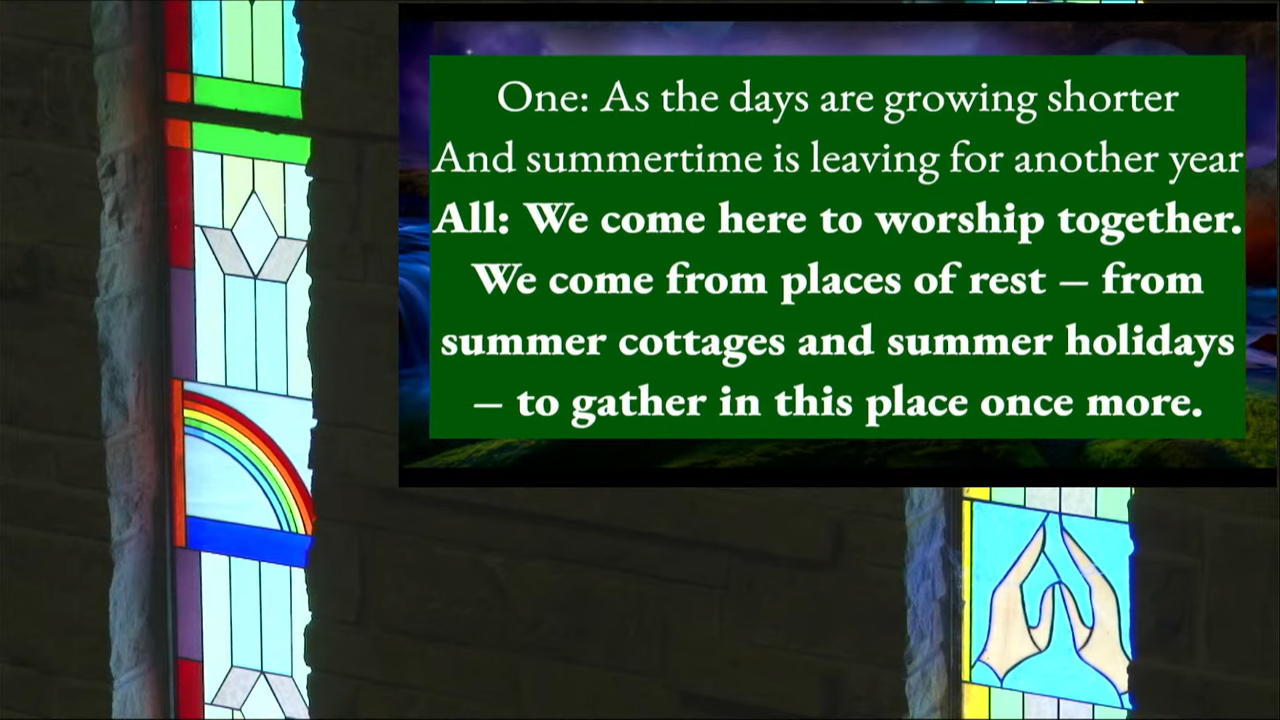 One: As the days are growing shorter
And summertime is leaving for another year
All: We come here to worship together.
We come from places of rest – from
summer cottages and summer holidays
– to gather in this place once more.